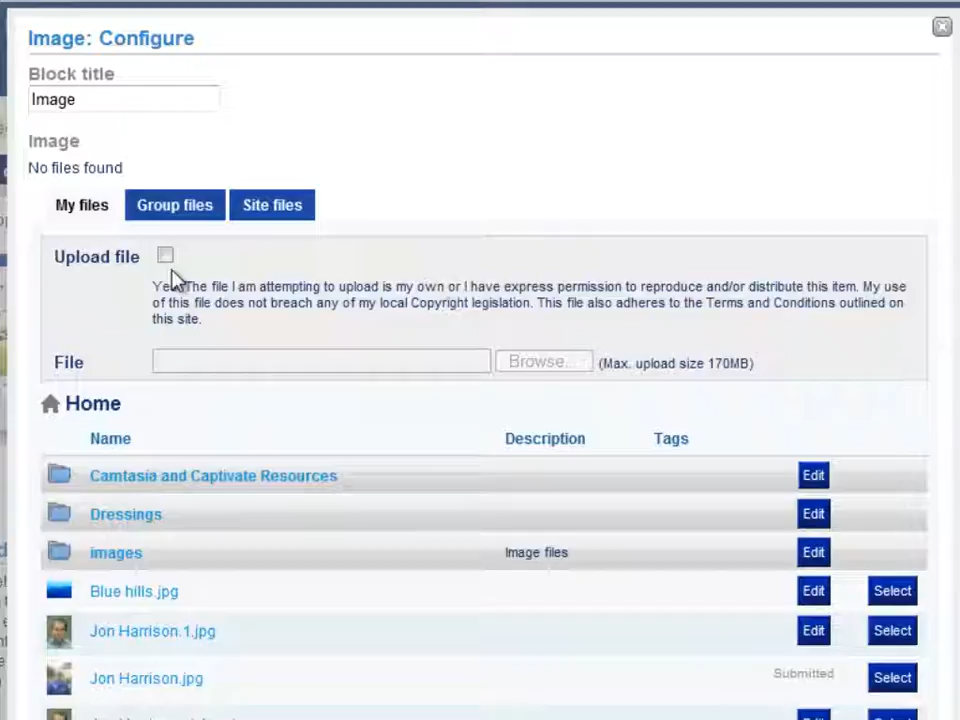 Image: Configure
Block title
Image
Image
No files found
My files Group files Site files
Upload file
Yes: The file I am attempting to upload is my own or I have express permission to reproduce and/or distribute this item. My use
of this file does not breach any of my local Copyright legislation. This file also adheres to the Terms and Conditions outlined on
this site.
File Browse... (Max. upload size 170MB)
Home
Name Description Tags
Camtasia and Captivate Resources Edit
Dressings Edit
images Image files Edit
Blue hills.jpg Edit Select
Jon Harrison.1.jpg Edit Select
Jon Harrison.jpg Submitted Select